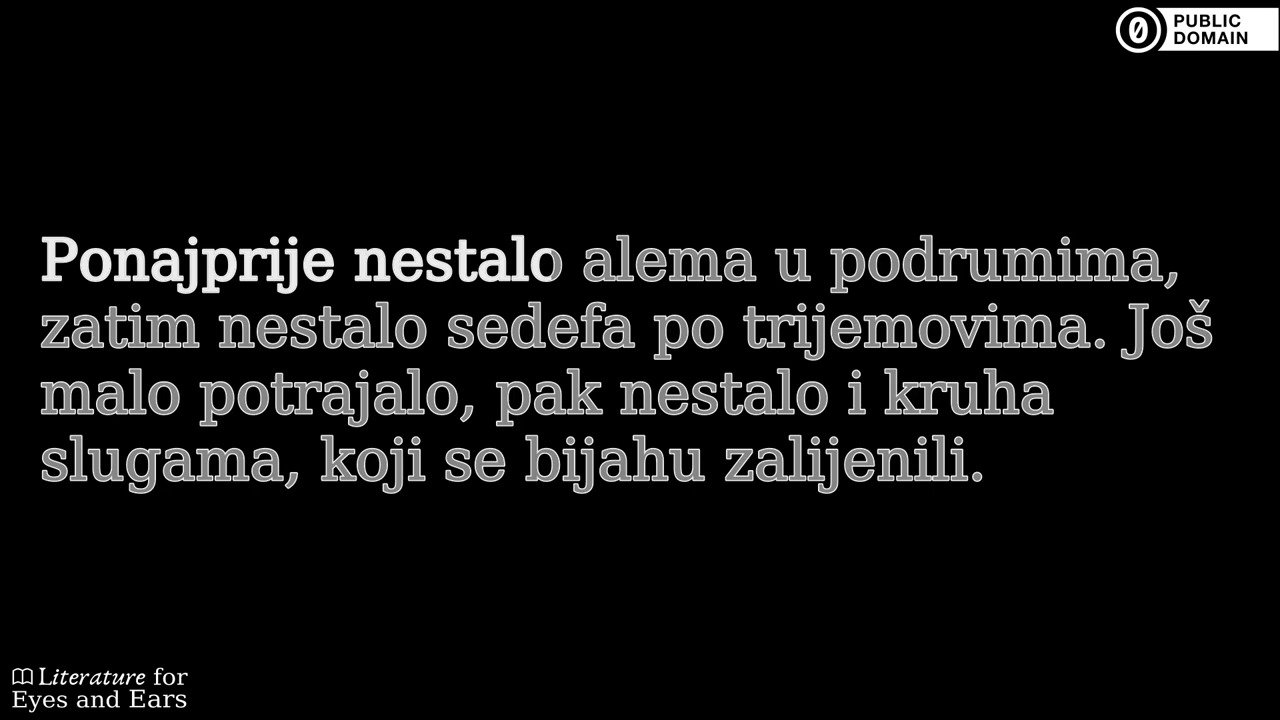 PUBLIC
DOMAIN
Ponajprije nestalo alema u podrumima,
zatim nestalo sedefa po trijemovima. Još
malo potrajalo, pak nestalo i kruha
slugama, koji se bijahu zalijenili.
Literature for
Eyes and Ears